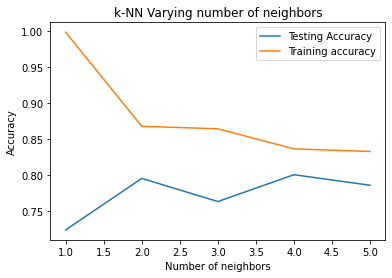 k-NN Varying number of neighbors
Testing Accuracy
Training accuracy
Accuracy
1.00
0.95
0.90
0.85
0.80
0.75
1.0 1.5 2.0 2.5 3.0 3.5 4.0 4.5 5.0
Number of neighbors